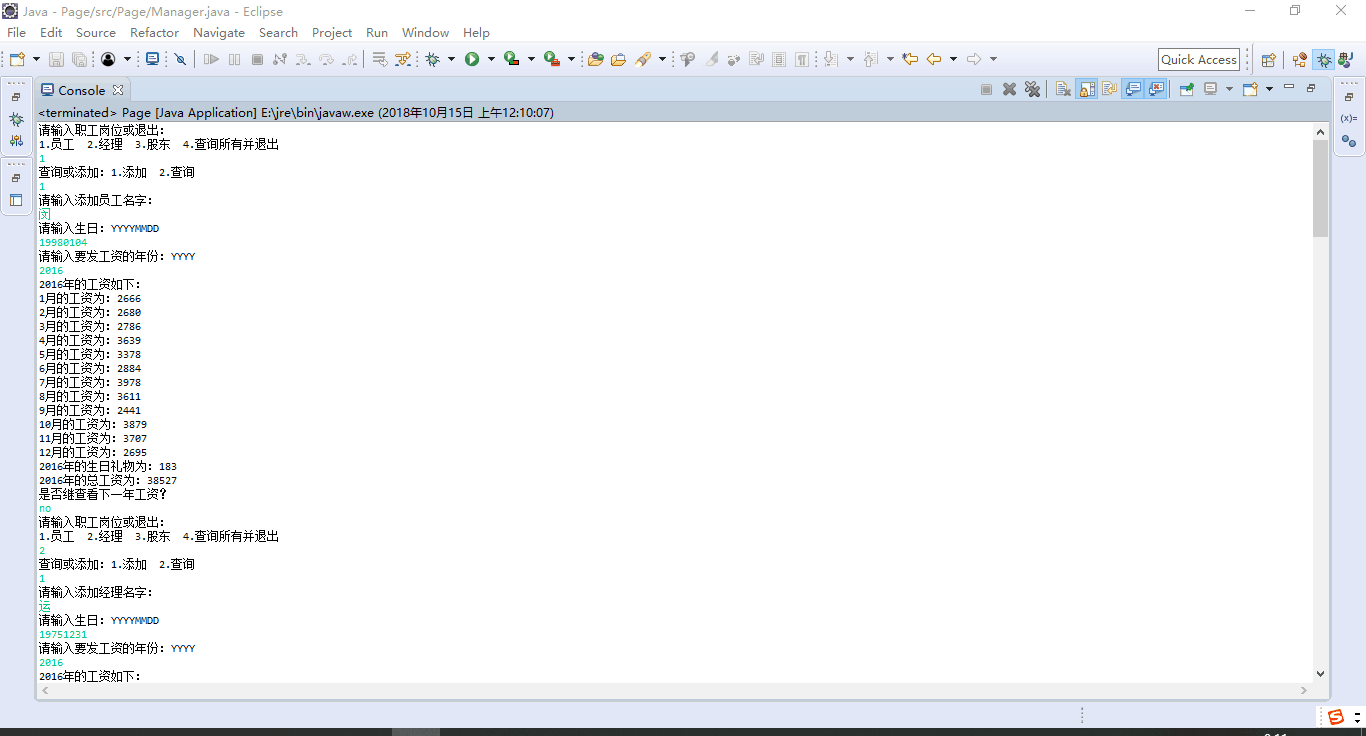 Java - Page/src/Page/Manager.java - Eclipse
File Edit Source Refactor Navigate Search Project Run Window Help
Quick Access
Console
<terminated> Page [Java Application] E:\jre\bin\javaw.exe (2018年10月15日 上午12:10:07)
请输入职工岗位或退出：
1.员工 2.经理 3.股东 4.查询所有并退出
1
查询或添加：1.添加 2.查询
1
请输入添加员工名字：
请输入生日：YYYYMMDD
19980104
请输入要发工资的年份：YYYY
2016
2016年的工资如下：
1月的工资为：2666
2月的工资为：2680
3月的工资为：2786
4月的工资为：3639
5月的工资为：3378
6月的工资为：2884
7月的工资为：3978
8月的工资为：3611
9月的工资为：2441
10月的工资为：3879
11月的工资为：3707
12月的工资为：2695
2016年的生日礼物为：183
2016年的总工资为：38527
是否继查看下一年工资？
no
请输入职工岗位或退出：
1.员工 2.经理 3.股东 4.查询所有并退出
2
查询或添加：1.添加 2.查询
1
请输入添加经理名字：
运
请输入生日：YYYYMMDD
19751231
请输入要发工资的年份：YYYY
2016
2016年的工资如下：